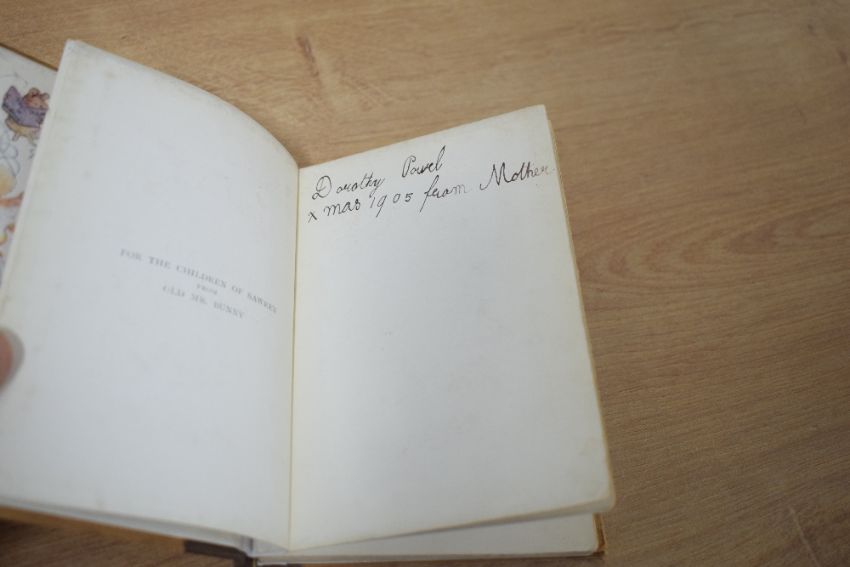 FOR THE CHILDREN OF SAWREY
FROM
OLD MR. BUNNY
Dorothy Powel
x mas 1905 from Mother